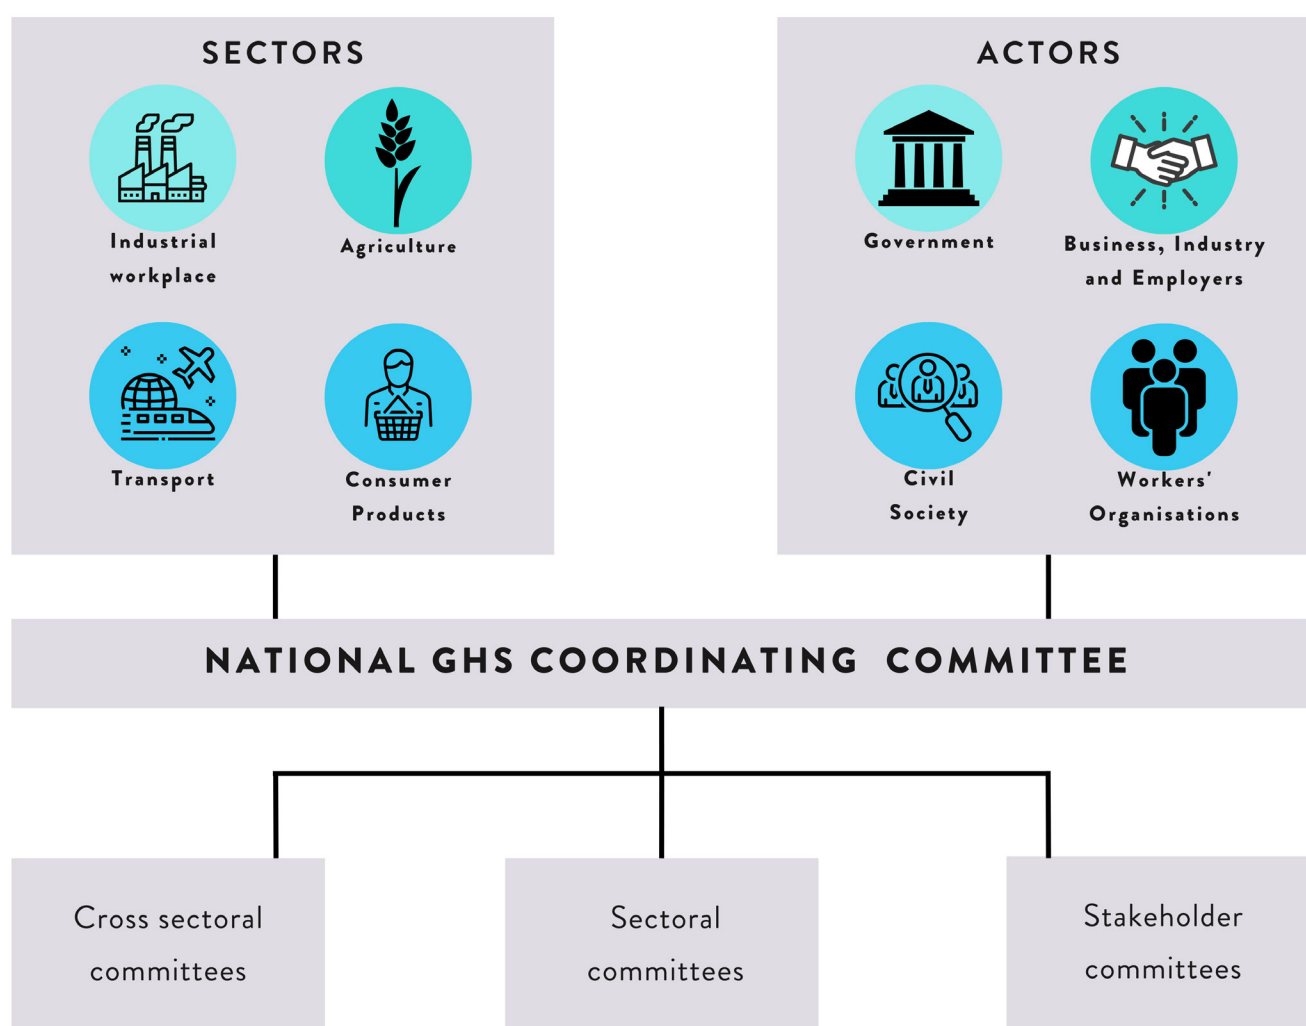 SECTORS
Industrial
workplace
Agriculture
Transport
Consumer
Products
ACTORS
Government
Business, Industry
and Employers
Civil
Society
Workers'
Organisations
NATIONAL GHS COORDINATING COMMITTEE
Cross sectoral
committees
Sectoral
committees
Stakeholder
committees